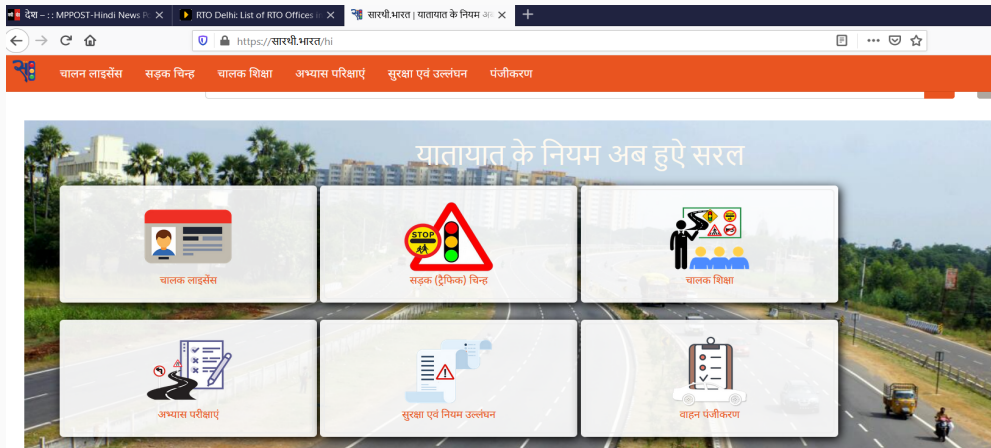 देश – : : MPPOST-Hindi News Po
RTO Delhi: List of RTO Offices in
सारथी.भारत | यातायात के नियम अब
https://सारथी.भारत/hi
चालन लाइसेंस
सड़क चिन्ह
चालक शिक्षा
अभ्यास परिक्षाएं
सुरक्षा एवं उल्लंघन
पंजीकरण
यातायात के नियम अब हुऐ सरल
STOP
चालक लाइसेंस
सड़क (ट्रैफिक) चिन्ह
चालक शिक्षा
अभ्यास परीक्षाएं
सुरक्षा एवं नियम उल्लंघन
वाहन पंजीकरण